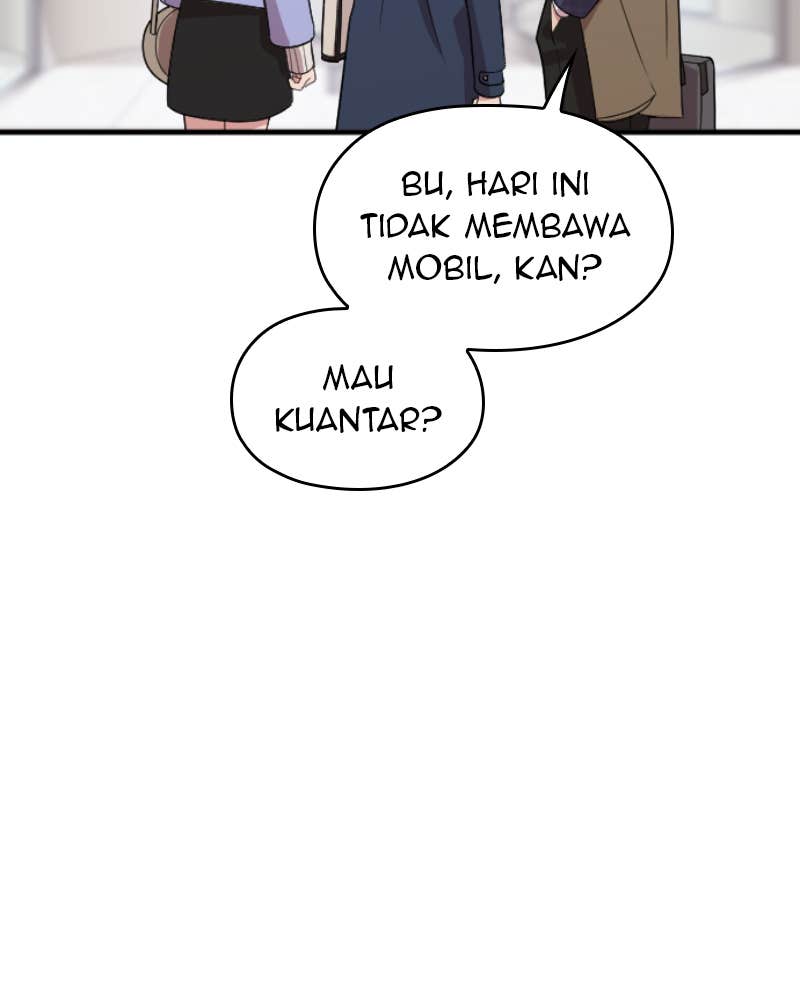 BU, HARI INI
TIDAK MEMBAWA
MOBIL, KAN?
MAU
KUANTAR?